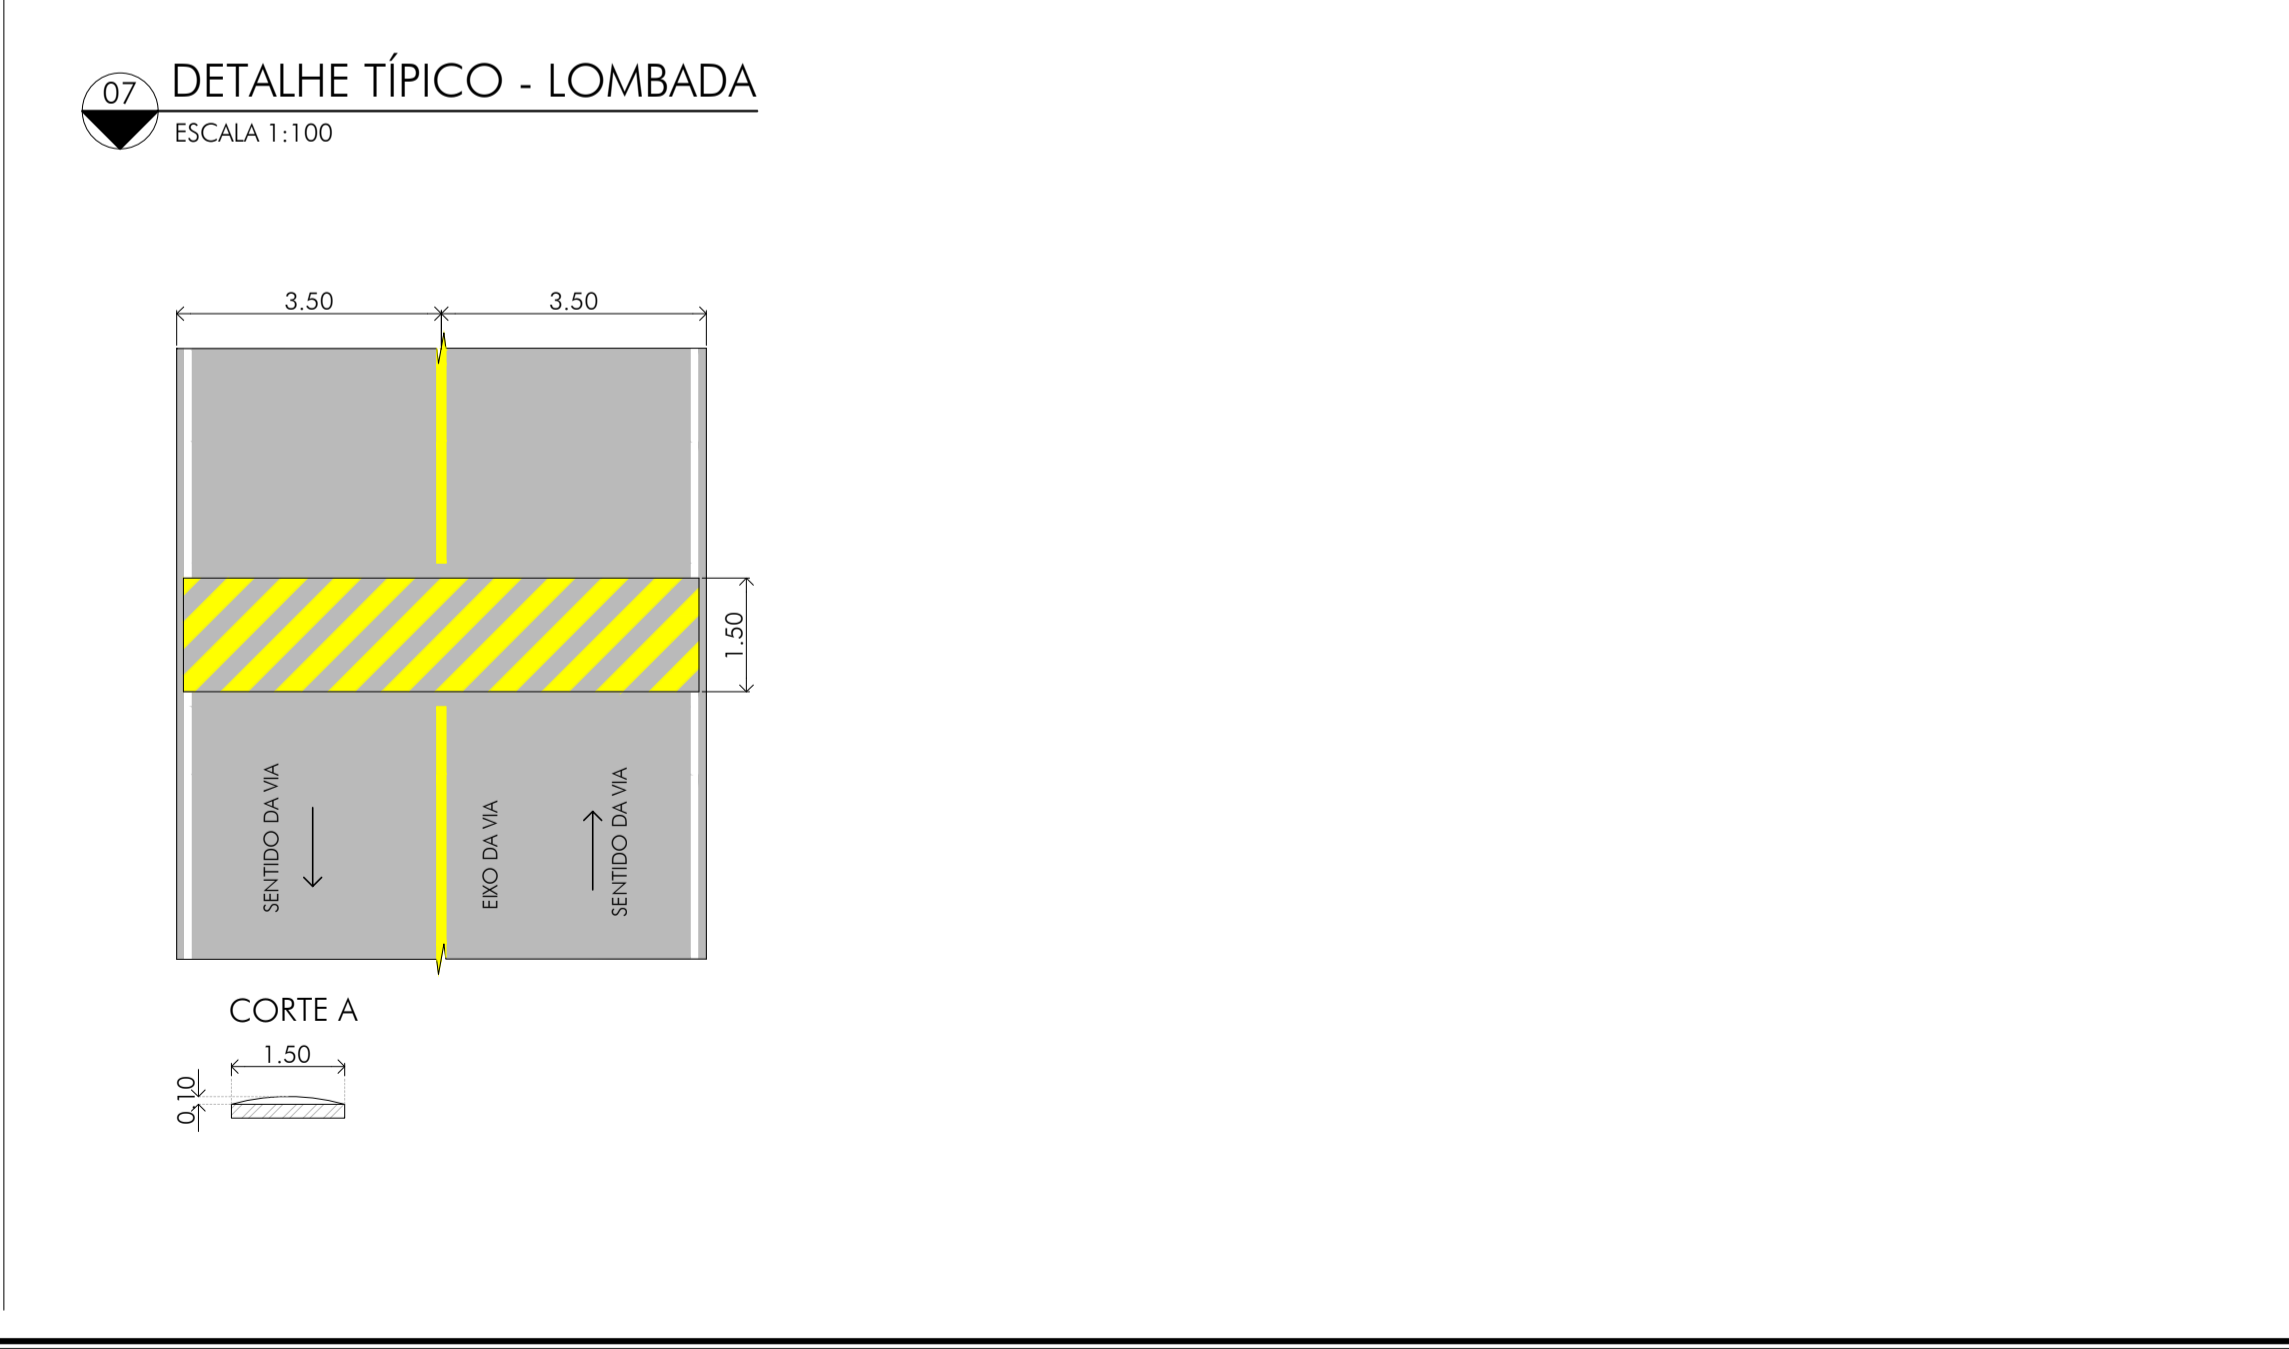 07
DETALHE TÍPICO - LOMBADA
ESCALA 1:100
3.50
3.50
1.50
SENTIDO DA VIA
EIXO DA VIA
SENTIDO DA VIA
CORTE A
1.50
0.10